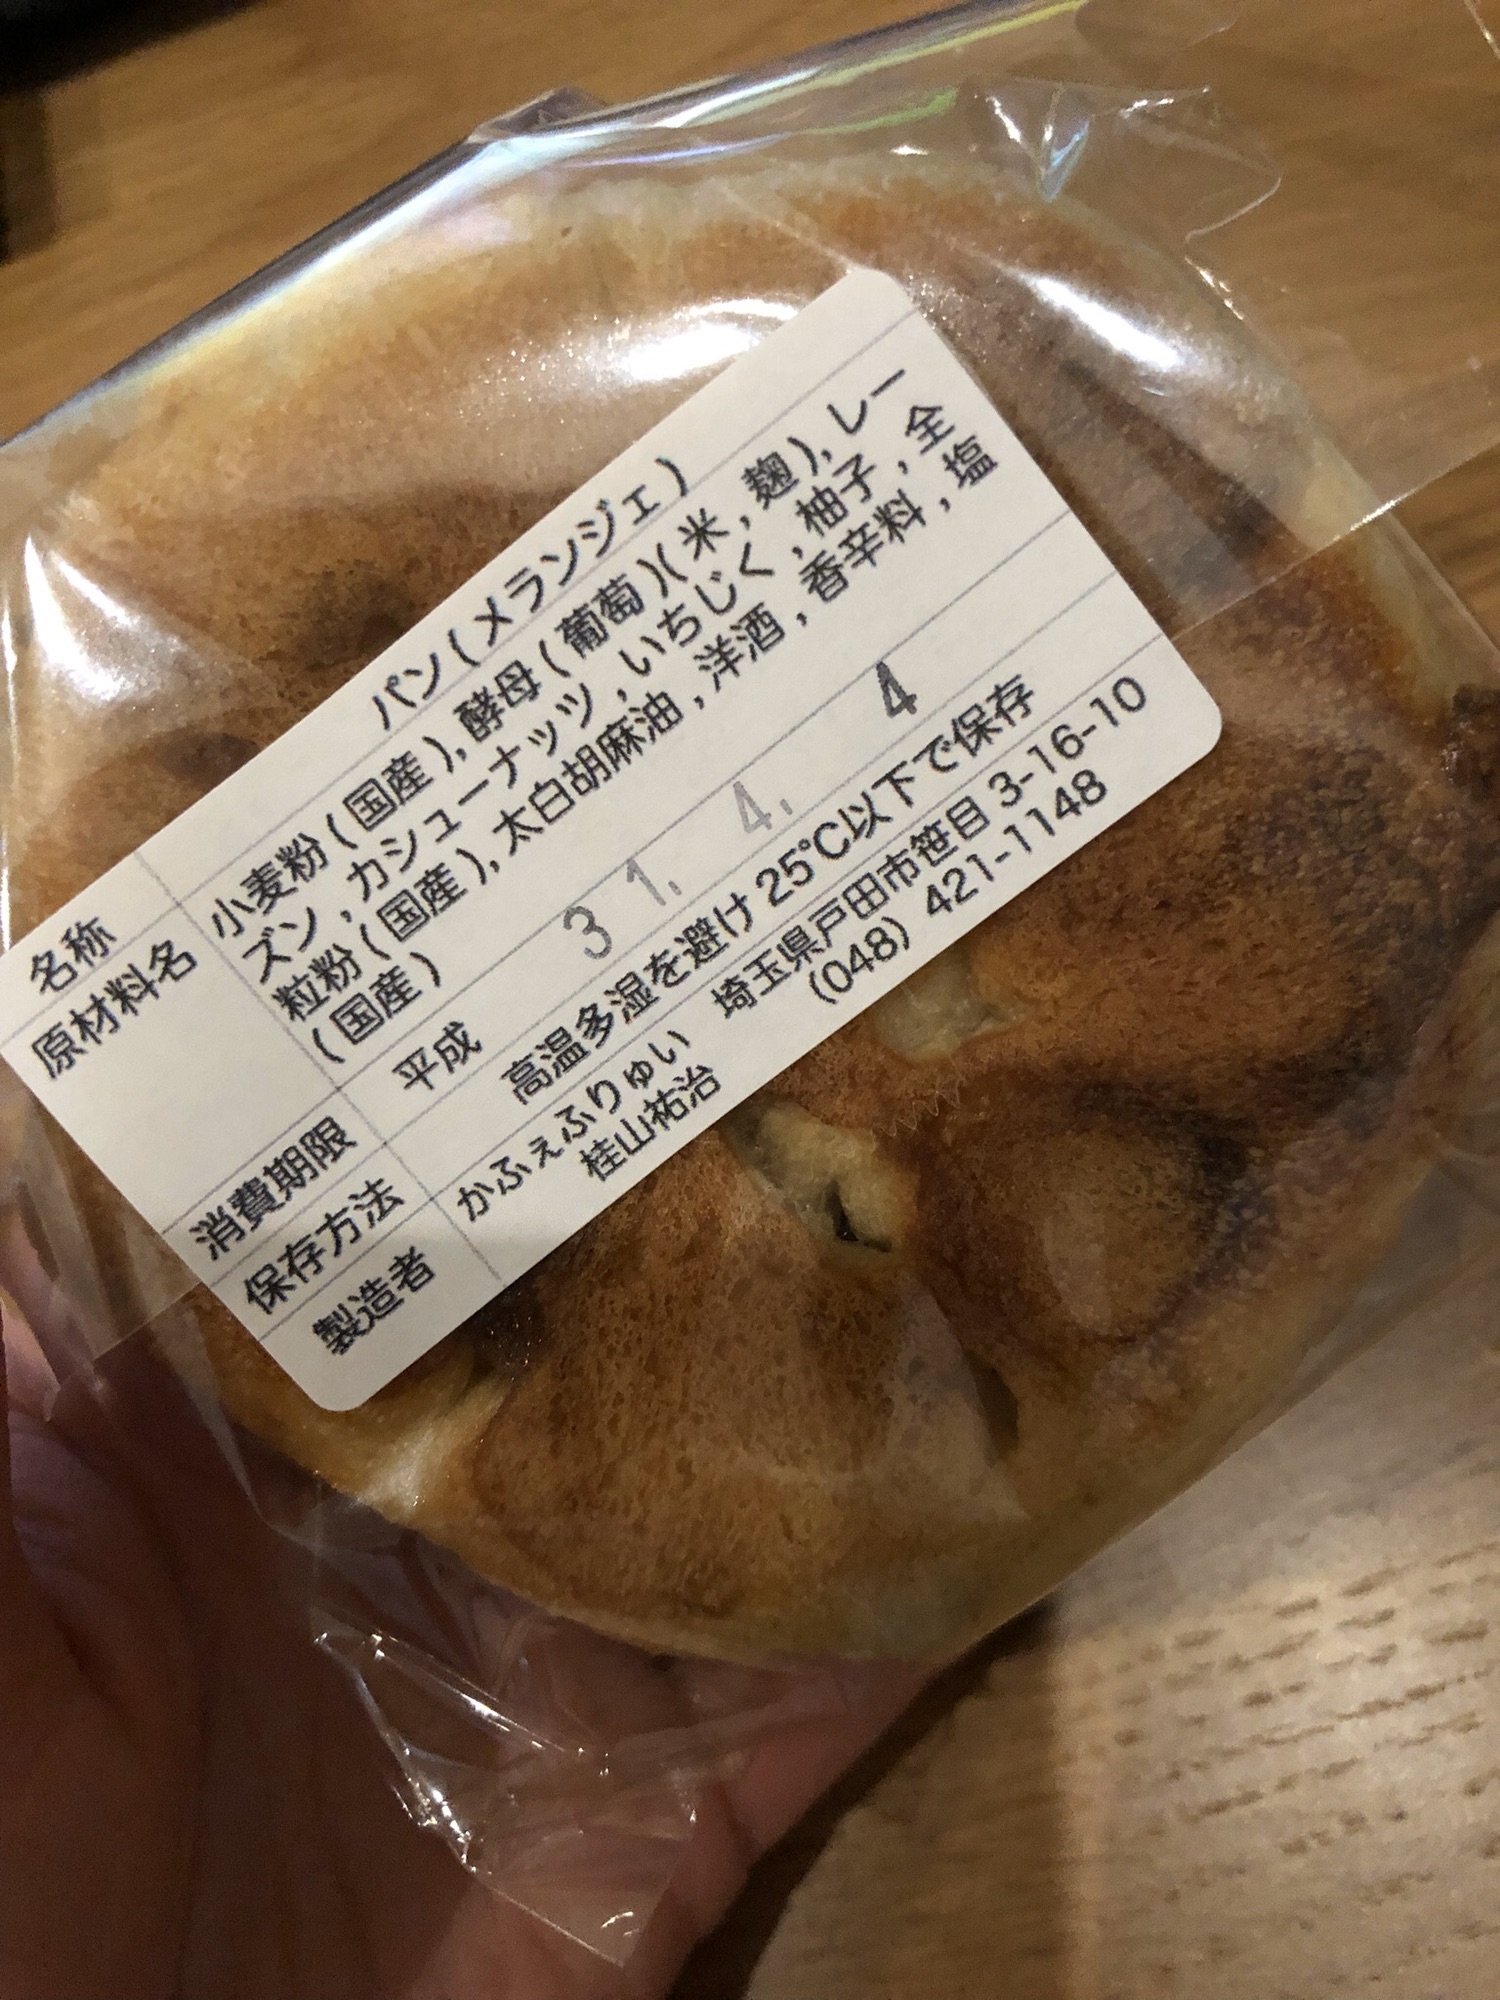 名称 パン(メランジェ)
原材料名 小麦粉(国産),酵母(葡萄)(米,麹),レー
ズン,カシューナッツ,いちじく,柚子,全
粒粉(国産),太白胡麻油,洋酒,香辛料,塩
(国産)
消費期限 平成 31. 4. 4
保存方法 高温多湿を避け25℃以下で保存
製造者 かふぇふりゅい 埼玉県戸田市笹目3-16-10
桂山祐治 (048) 421-1148